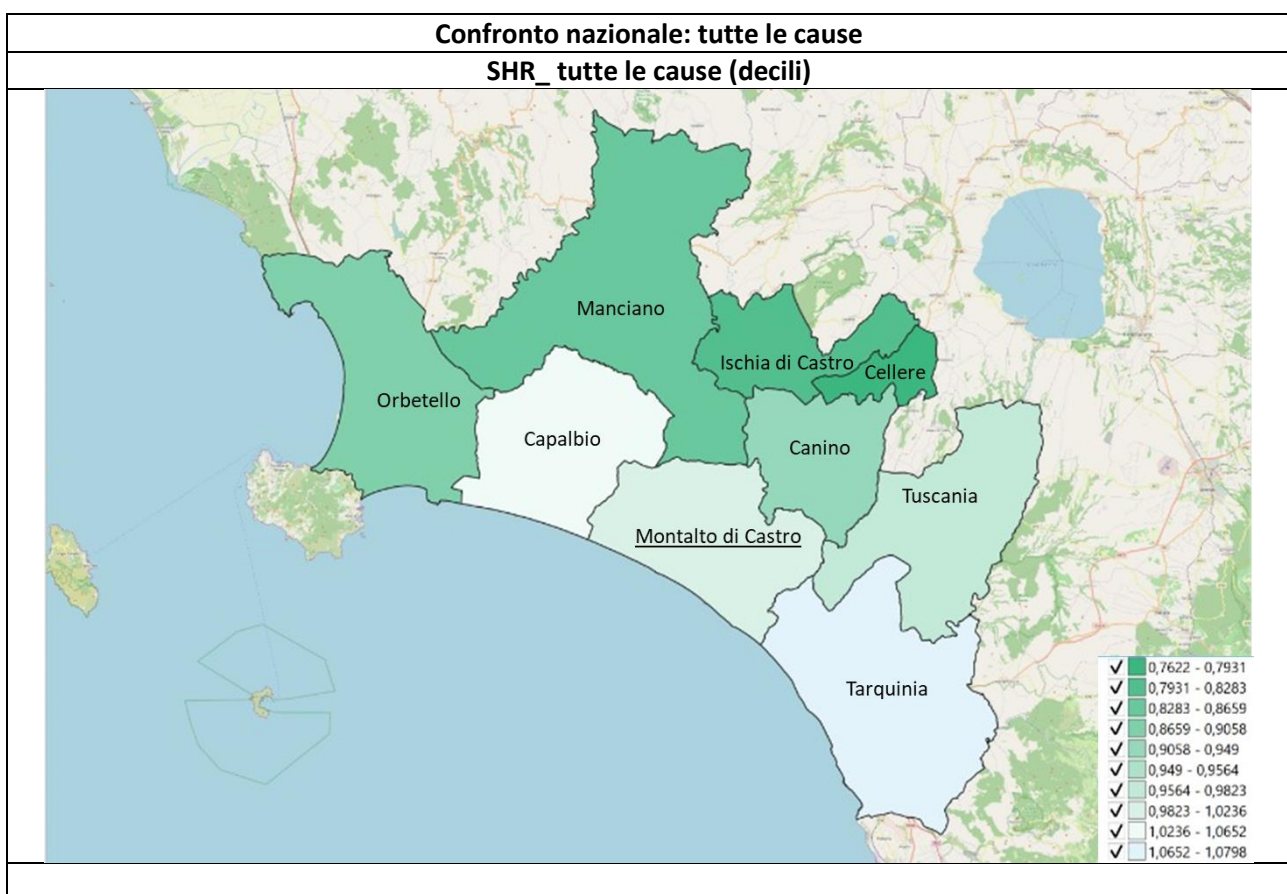 Confronto nazionale: tutte le cause
SHR_ tutte le cause (decili)
Manciano
Ischia di Castro
Cellere
Orbetello
Capalbio
Canino
Tuscania
Montalto di Castro
Tarquinia
0,7622 - 0,7931
0,7931 - 0,8283
0,8283 - 0,8659
0,8659 - 0,9058
0,9058 - 0,949
0,949 - 0,9564
0,9564 - 0,9823
0,9823 - 1,0236
1,0236 - 1,0652
1,0652 - 1,0798